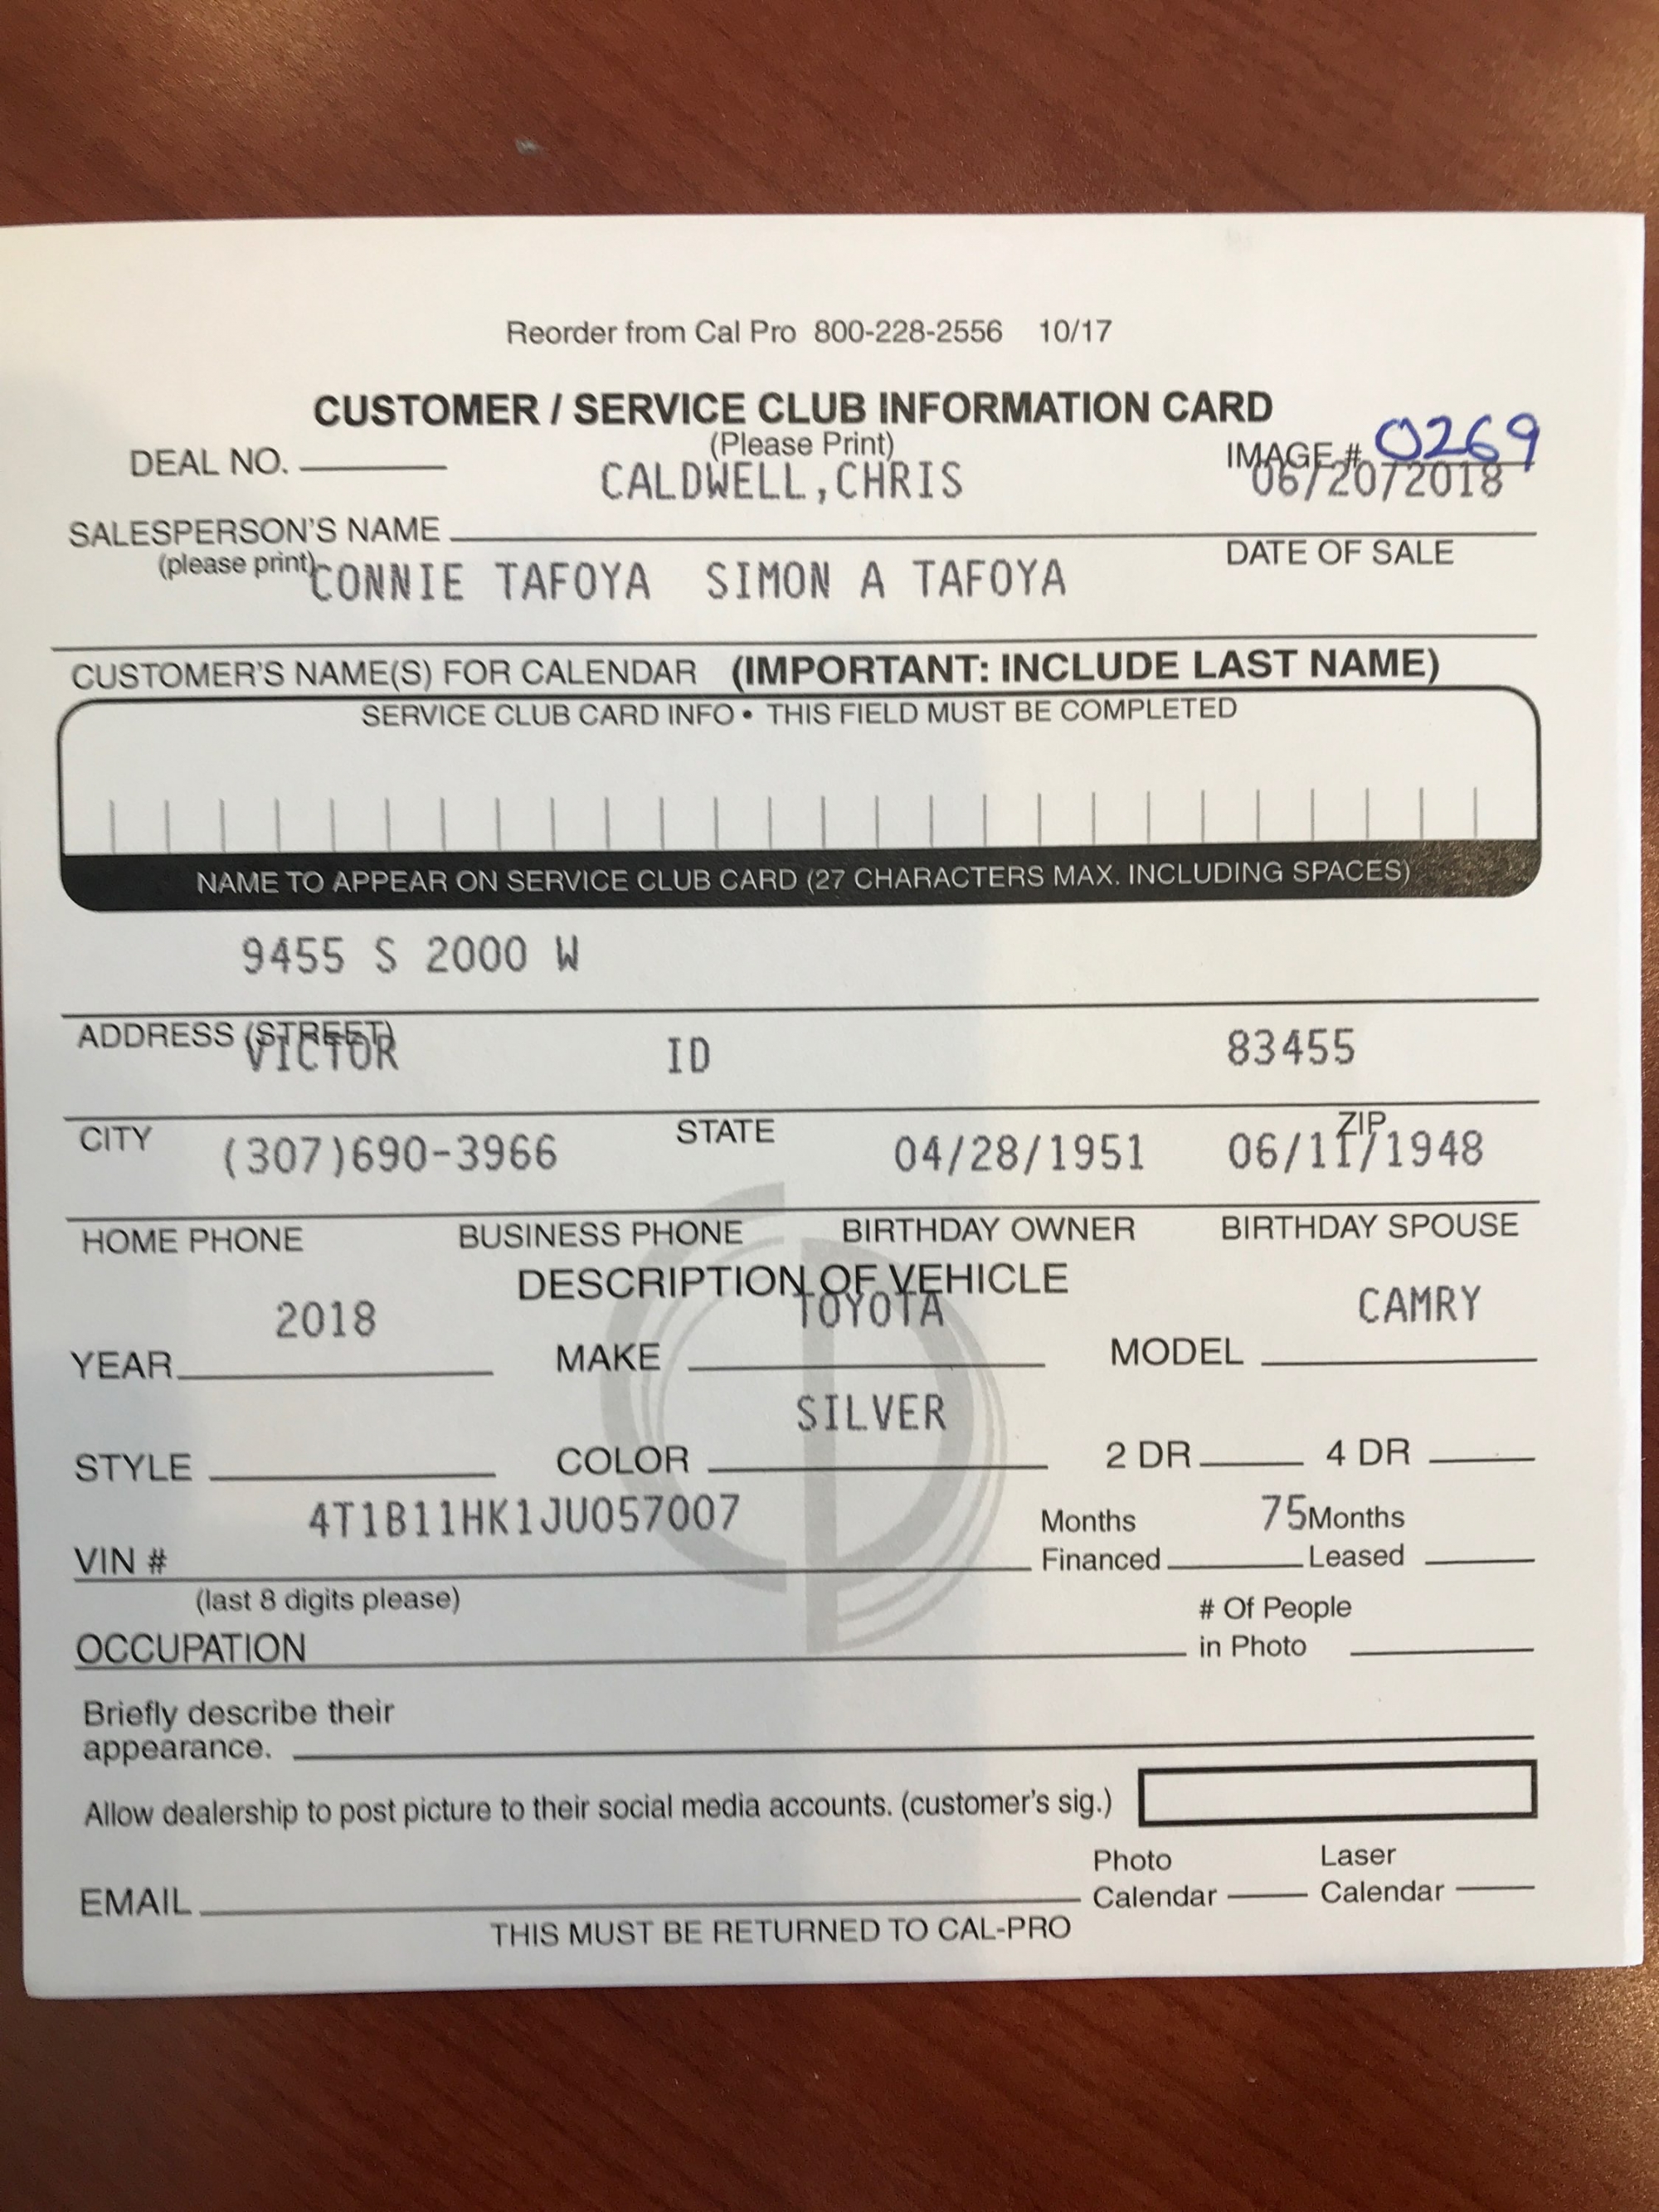 Reorder from Cal Pro 800-228-2556 10/17
CUSTOMER / SERVICE CLUB INFORMATION CARD
(Please Print)
DEAL NO. IMAGE # 0269
CALDWELL,CHRIS 06/20/2018
SALESPERSON'S NAME DATE OF SALE
(please print)
CONNIE TAFOYA SIMON A TAFOYA
CUSTOMER'S NAME(S) FOR CALENDAR (IMPORTANT: INCLUDE LAST NAME)
SERVICE CLUB CARD INFO • THIS FIELD MUST BE COMPLETED
NAME TO APPEAR ON SERVICE CLUB CARD (27 CHARACTERS MAX. INCLUDING SPACES)
9455 S 2000 W
ADDRESS (STREET)
VICTOR ID 83455
CITY STATE ZIP
(307)690-3966 04/28/1951 06/11/1948
HOME PHONE BUSINESS PHONE BIRTHDAY OWNER BIRTHDAY SPOUSE
DESCRIPTION OF VEHICLE
2018 TOYOTA CAMRY
YEAR MAKE MODEL
SILVER
STYLE COLOR 2 DR 4 DR
4T1B11HK1JU057007 Months 75 Months
VIN # Financed Leased
(last 8 digits please) # Of People
OCCUPATION in Photo
Briefly describe their
appearance.
Allow dealership to post picture to their social media accounts. (customer's sig.)
Photo Laser
EMAIL Calendar Calendar
THIS MUST BE RETURNED TO CAL-PRO